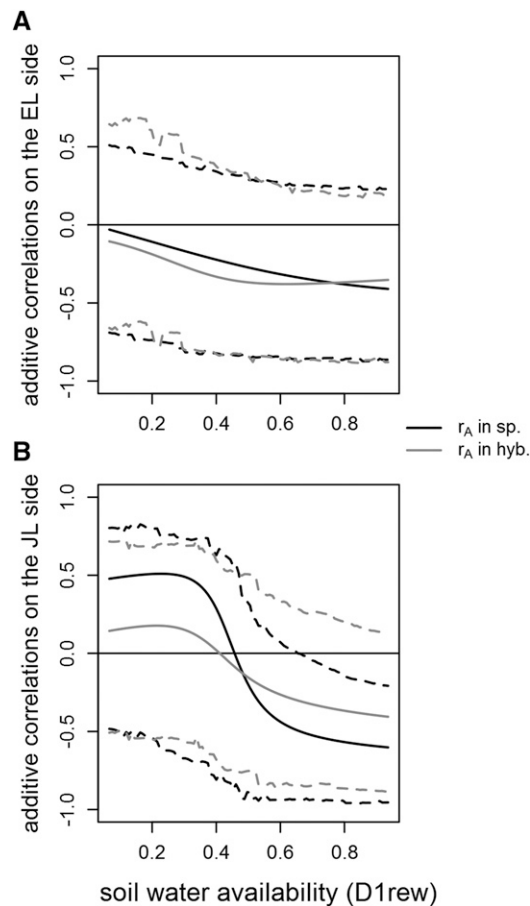 A
additive correlations on the EL side
1.0
0.5
0.0
-0.5
-1.0
0.2 0.4 0.6 0.8
r_A in sp.
r_A in hyb.
B
additive correlations on the JL side
1.0
0.5
0.0
-0.5
-1.0
0.2 0.4 0.6 0.8
soil water availability (D1rew)